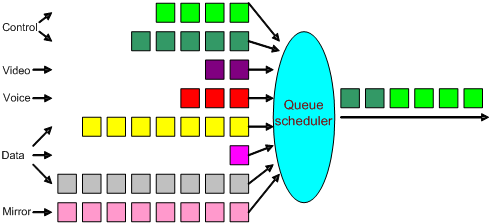 Control
Video
Voice
Data
Mirror
Queue
scheduler